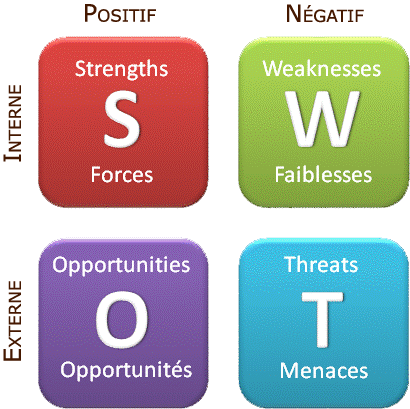 POSITIF
NÉGATIF
INTERNE
Strengths
S
Forces
Weaknesses
W
Faiblesses
EXTERNE
Opportunities
O
Opportunités
Threats
T
Menaces